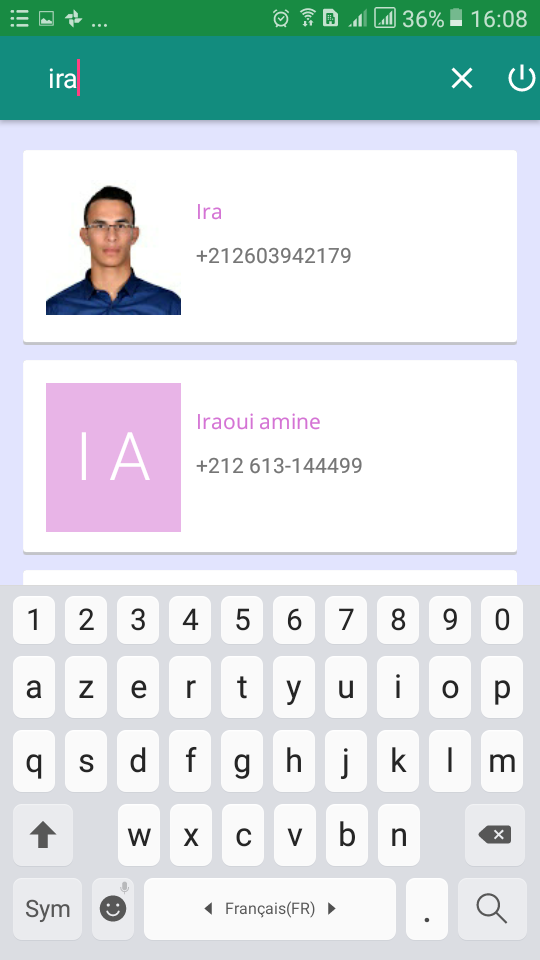 ... 36% 16:08
ira
Ira
+212603942179
I A
Iraoui amine
+212 613-144499
1 2 3 4 5 6 7 8 9 0
a z e r t y u i o p
q s d f g h j k l m
w x c v b n
Sym Français(FR) .